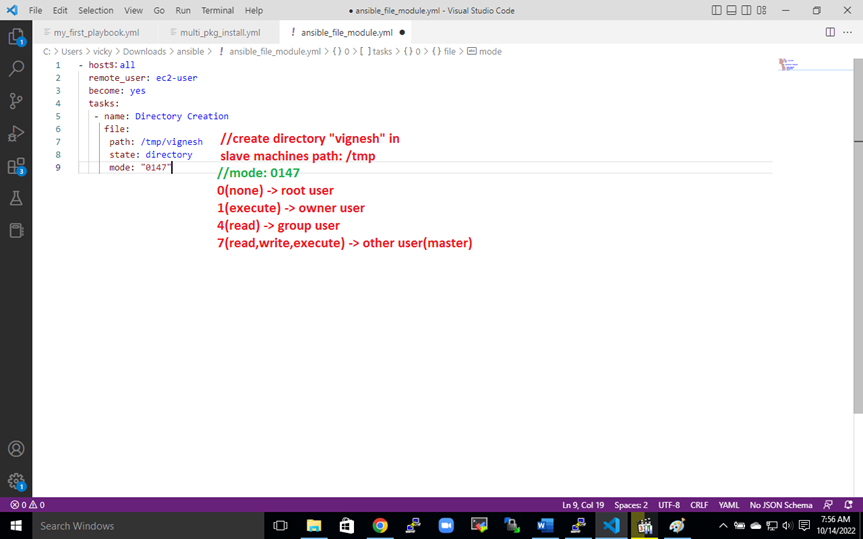 File Edit Selection View Go Run Terminal Help
● ansible_file_module.yml - Visual Studio Code
my_first_playbook.yml multi_pkg_install.yml ! ansible_file_module.yml ●
C: > Users > vicky > Downloads > ansible > ! ansible_file_module.yml > { } 0 > [ ] tasks > { } 0 > { } file > mode
1 - hosts:all
2 remote_user: ec2-user
3 become: yes
4 tasks:
5 - name: Directory Creation
6 file:
7 path: /tmp/vignesh
8 state: directory
9 mode: "0147"
//create directory "vignesh" in
slave machines path: /tmp
//mode: 0147
0(none) -> root user
1(execute) -> owner user
4(read) -> group user
7(read,write,execute) -> other user(master)
1
3
1
0 0 Ln 9, Col 19 Spaces: 2 UTF-8 CRLF YAML No JSON Schema
Search Windows
7:56 AM
10/14/2022